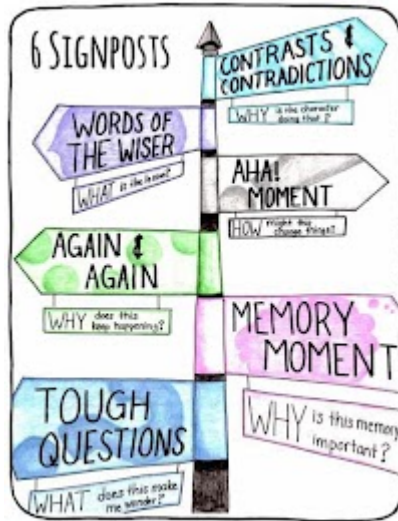 6 SIGNPOSTS
CONTRASTS &
CONTRADICTIONS
WHY is the character
doing that?
WORDS OF
THE WISER
WHAT is the lesson?
AHA!
MOMENT
HOW might this
change things?
AGAIN &
AGAIN
WHY does this
keep happening?
MEMORY
MOMENT
WHY is this memory
important?
TOUGH
QUESTIONS
WHAT does this make
me wonder?